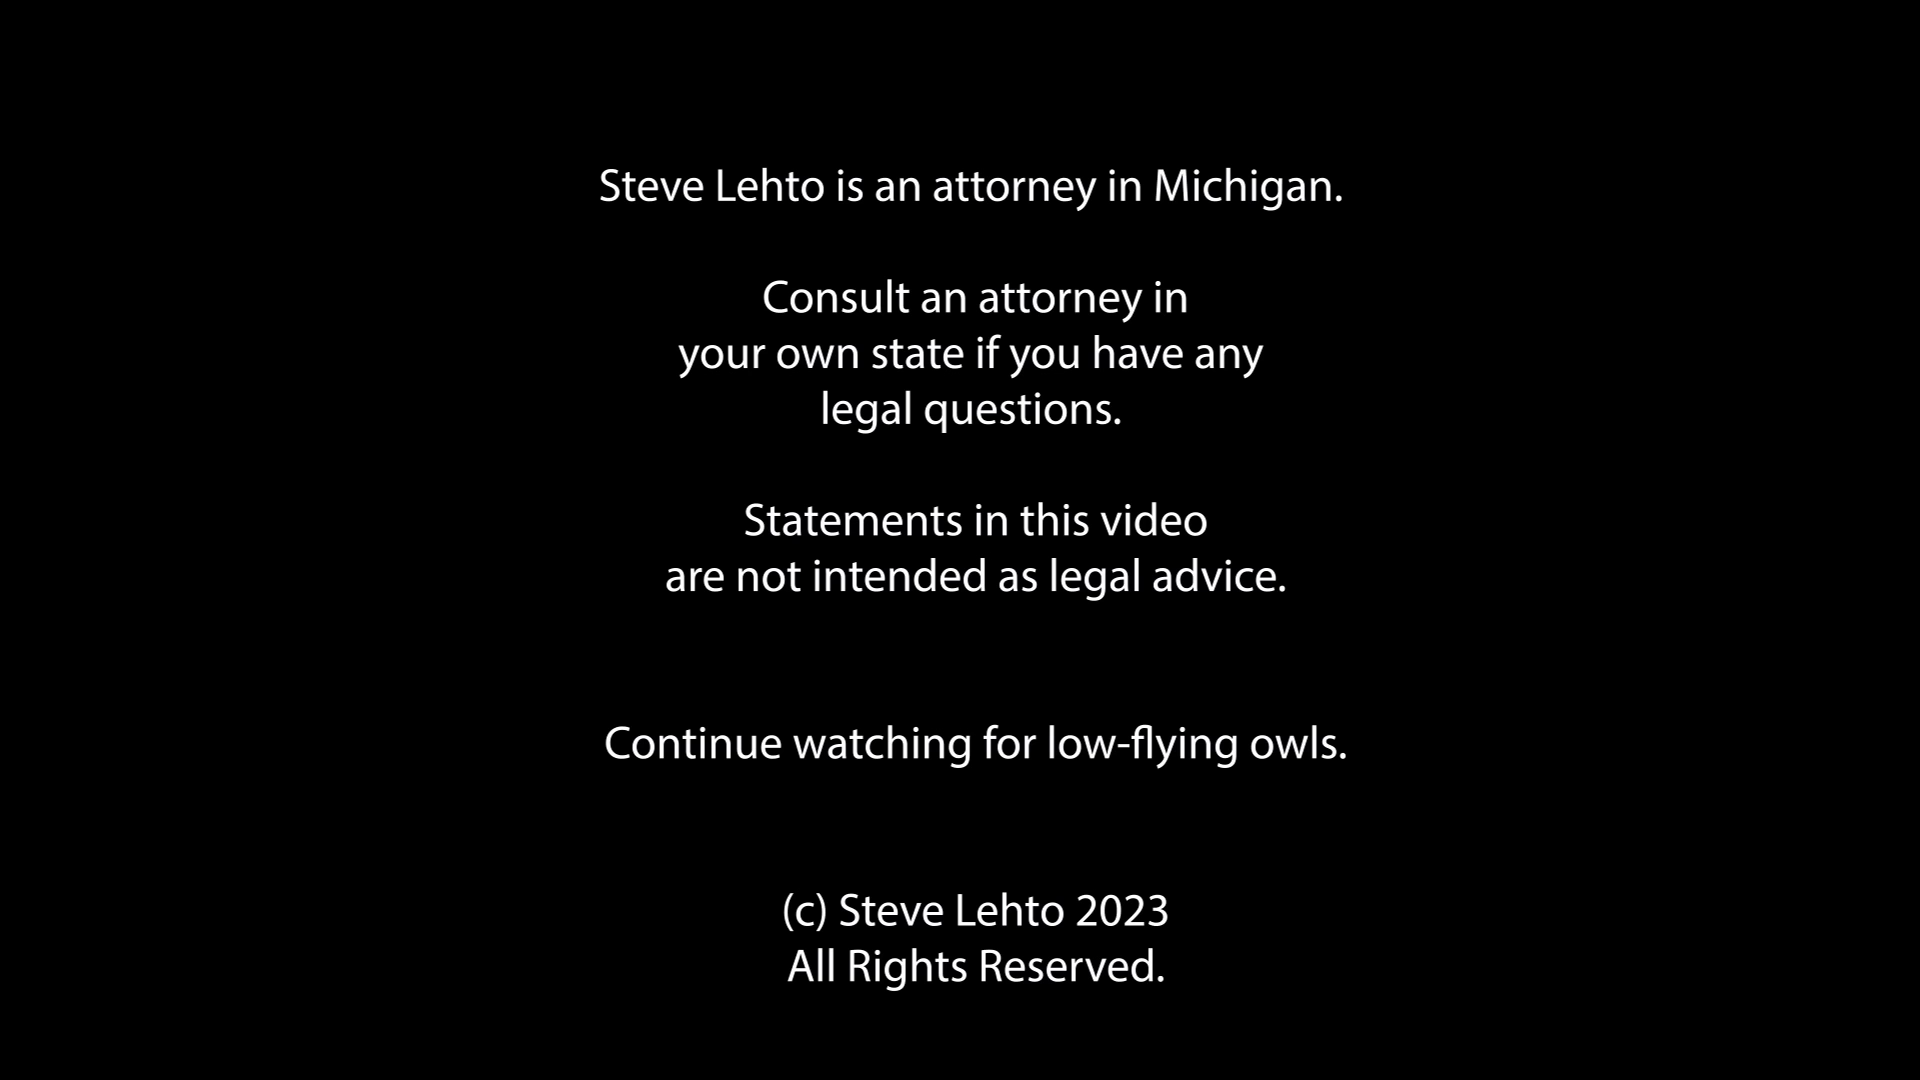 Steve Lehto is an attorney in Michigan.
Consult an attorney in
your own state if you have any
legal questions.
Statements in this video
are not intended as legal advice.
Continue watching for low-flying owls.
(c) Steve Lehto 2023
All Rights Reserved.